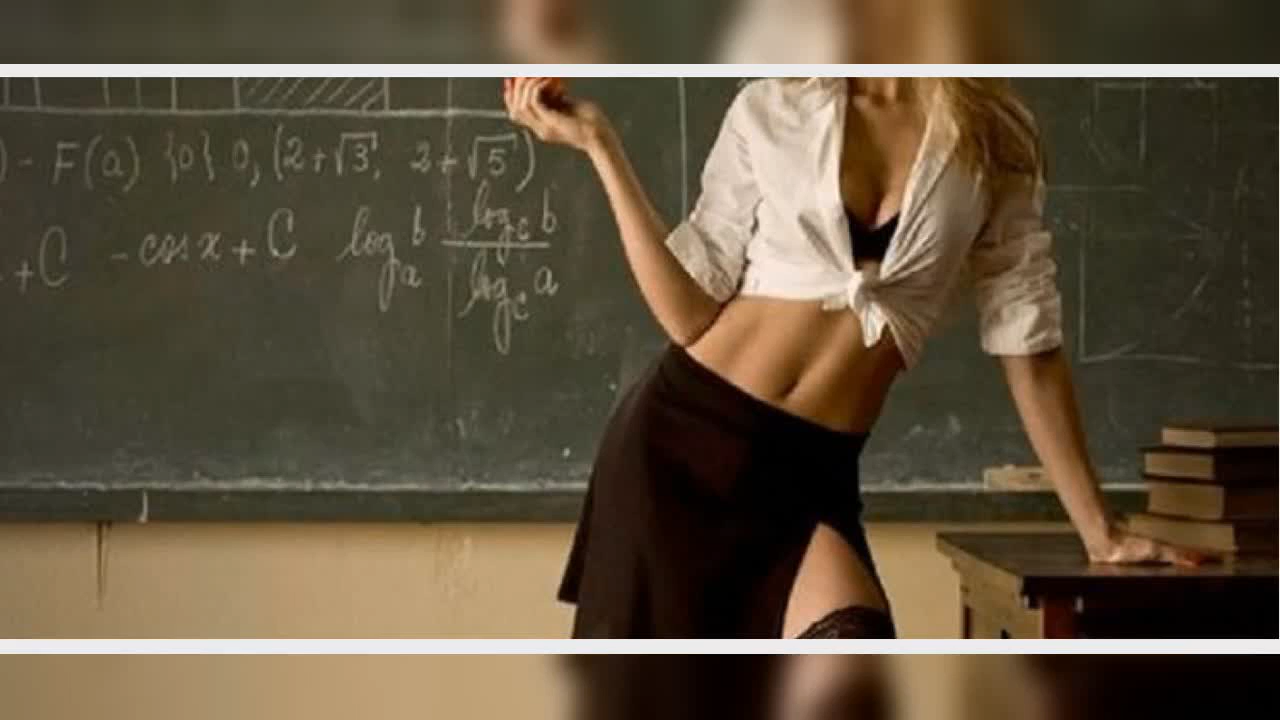 ) - F(a) {0} 0, (2+√3; 2+√5)
+C -cos x + C log_a b log_c b / log_c a